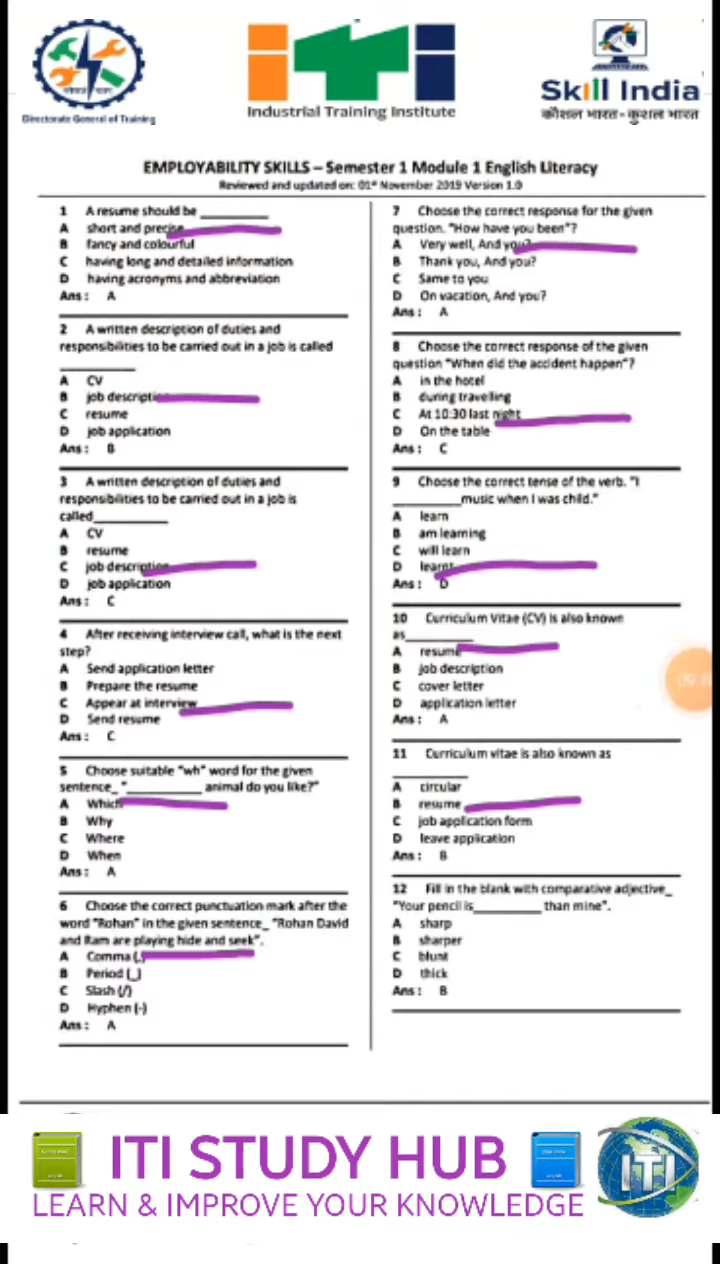 Directorate General of Training
iTi
Industrial Training Institute
Skill India
कौशल भारत - कुशल भारत
EMPLOYABILITY SKILLS – Semester 1 Module 1 English Literacy
Reviewed and updated on: 01st November 2019 Version 1.0
1 A resume should be __________
A short and precise
B fancy and colourful
C having long and detailed information
D having acronyms and abbreviation
Ans : A
2 A written description of duties and
responsibilities to be carried out in a job is called
__________
A CV
B job description
C resume
D job application
Ans : B
3 A written description of duties and
responsibilities to be carried out in a job is
called__________
A CV
B resume
C job description
D job application
Ans : C
4 After receiving interview call, what is the next
step?
A Send application letter
B Prepare the resume
C Appear at interview
D Send resume
Ans : C
5 Choose suitable "wh" word for the given
sentence_ "__________ animal do you like?"
A Which
B Why
C Where
D When
Ans : A
6 Choose the correct punctuation mark after the
word "Rohan" in the given sentence_ "Rohan David
and Ram are playing hide and seek".
A Comma (,)
B Period (_)
C Slash (/)
D Hyphen (-)
Ans : A
7 Choose the correct response for the given
question. "How have you been"?
A Very well, And you?
B Thank you, And you?
C Same to you
D On vacation, And you?
Ans : A
8 Choose the correct response of the given
question "When did the accident happen"?
A in the hotel
B during travelling
C At 10:30 last night
D On the table
Ans : C
9 Choose the correct tense of the verb. "I
__________music when I was child."
A learn
B am learning
C will learn
D learnt
Ans : D
10 Curriculum Vitae (CV) is also known
as__________
A resume
B job description
C cover letter
D application letter
Ans : A
11 Curriculum vitae is also known as
__________
A circular
B resume
C job application form
D leave application
Ans : B
12 Fill in the blank with comparative adjective_
"Your pencil is__________ than mine".
A sharp
B sharper
C blunt
D thick
Ans : B
ITI STUDY HUB
LEARN & IMPROVE YOUR KNOWLEDGE
ITI